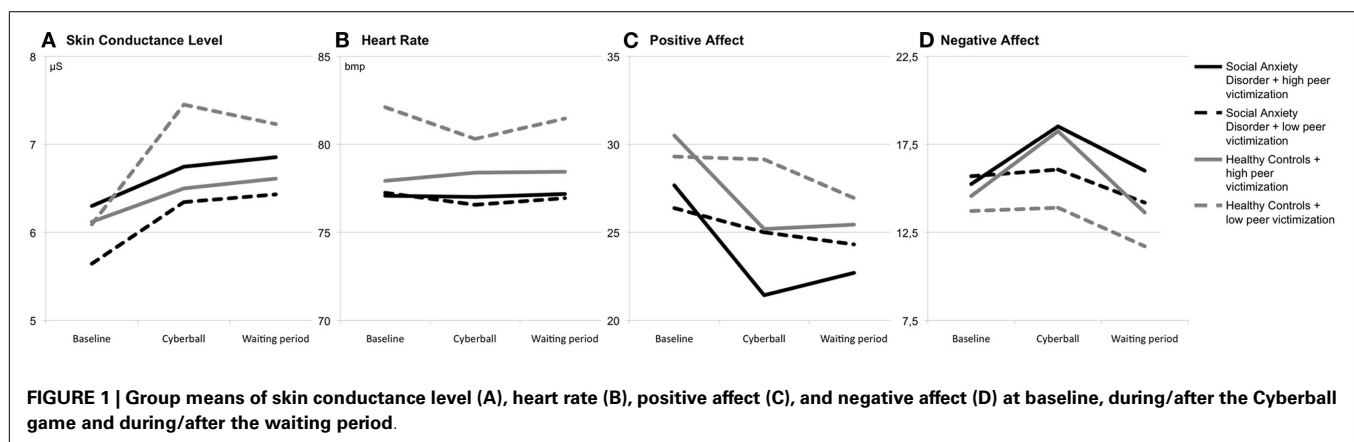 A Skin Conductance Level
B Heart Rate
C Positive Affect
D Negative Affect
8
µS
7
6
5
Baseline
Cyberball
Waiting period
85
bmp
80
75
70
Baseline
Cyberball
Waiting period
35
30
25
20
Baseline
Cyberball
Waiting period
22,5
17,5
12,5
7,5
Baseline
Cyberball
Waiting period
Social Anxiety
Disorder + high peer
victimization
Social Anxiety
Disorder + low peer
victimization
Healthy Controls +
high peer
victimization
Healthy Controls +
low peer victimization
FIGURE 1 | Group means of skin conductance level (A), heart rate (B), positive affect (C), and negative affect (D) at baseline, during/after the Cyberball
game and during/after the waiting period.